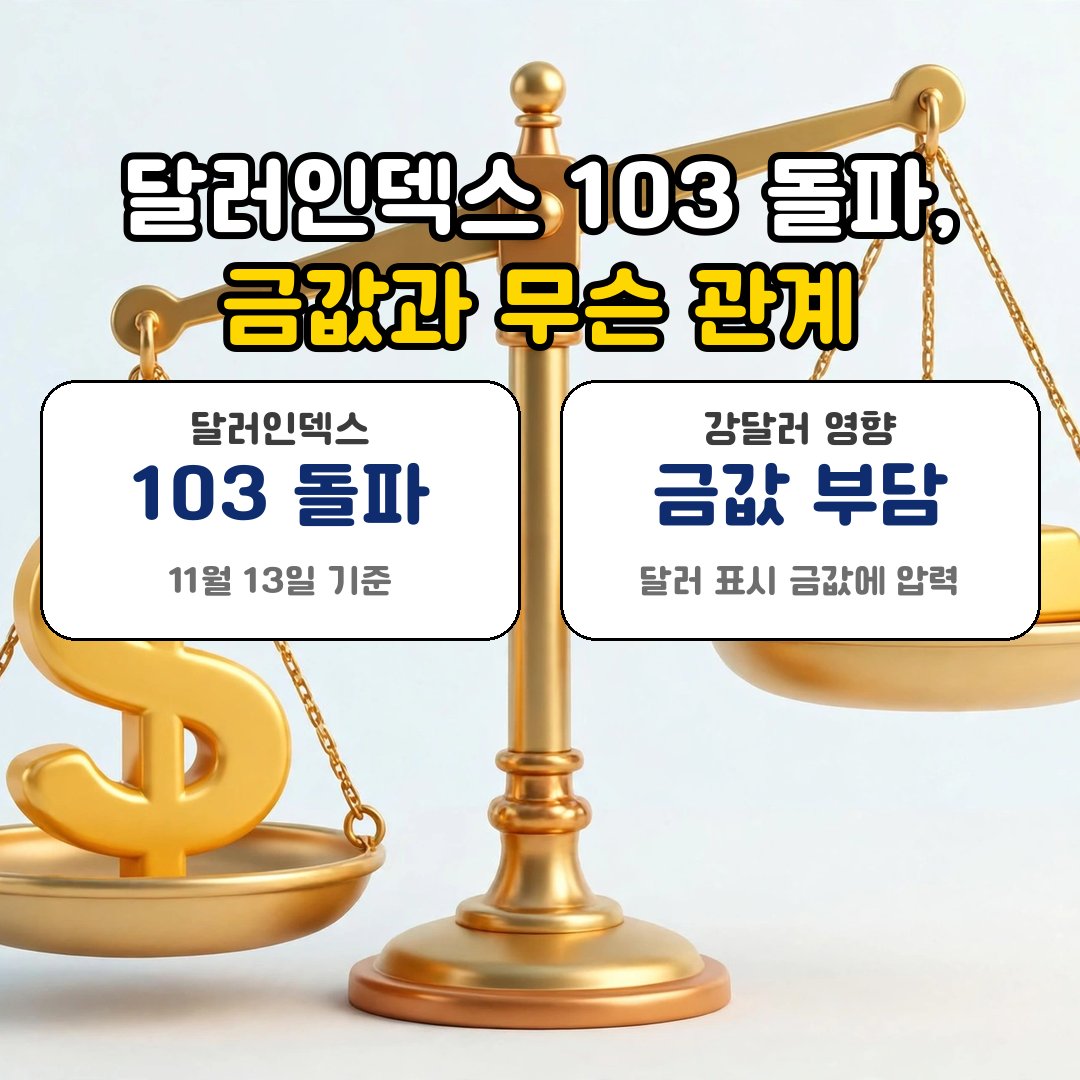 달러인덱스 103 돌파,
금값과 무슨 관계
달러인덱스
103 돌파
11월 13일 기준
강달러 영향
금값 부담
달러 표시 금값에 압력